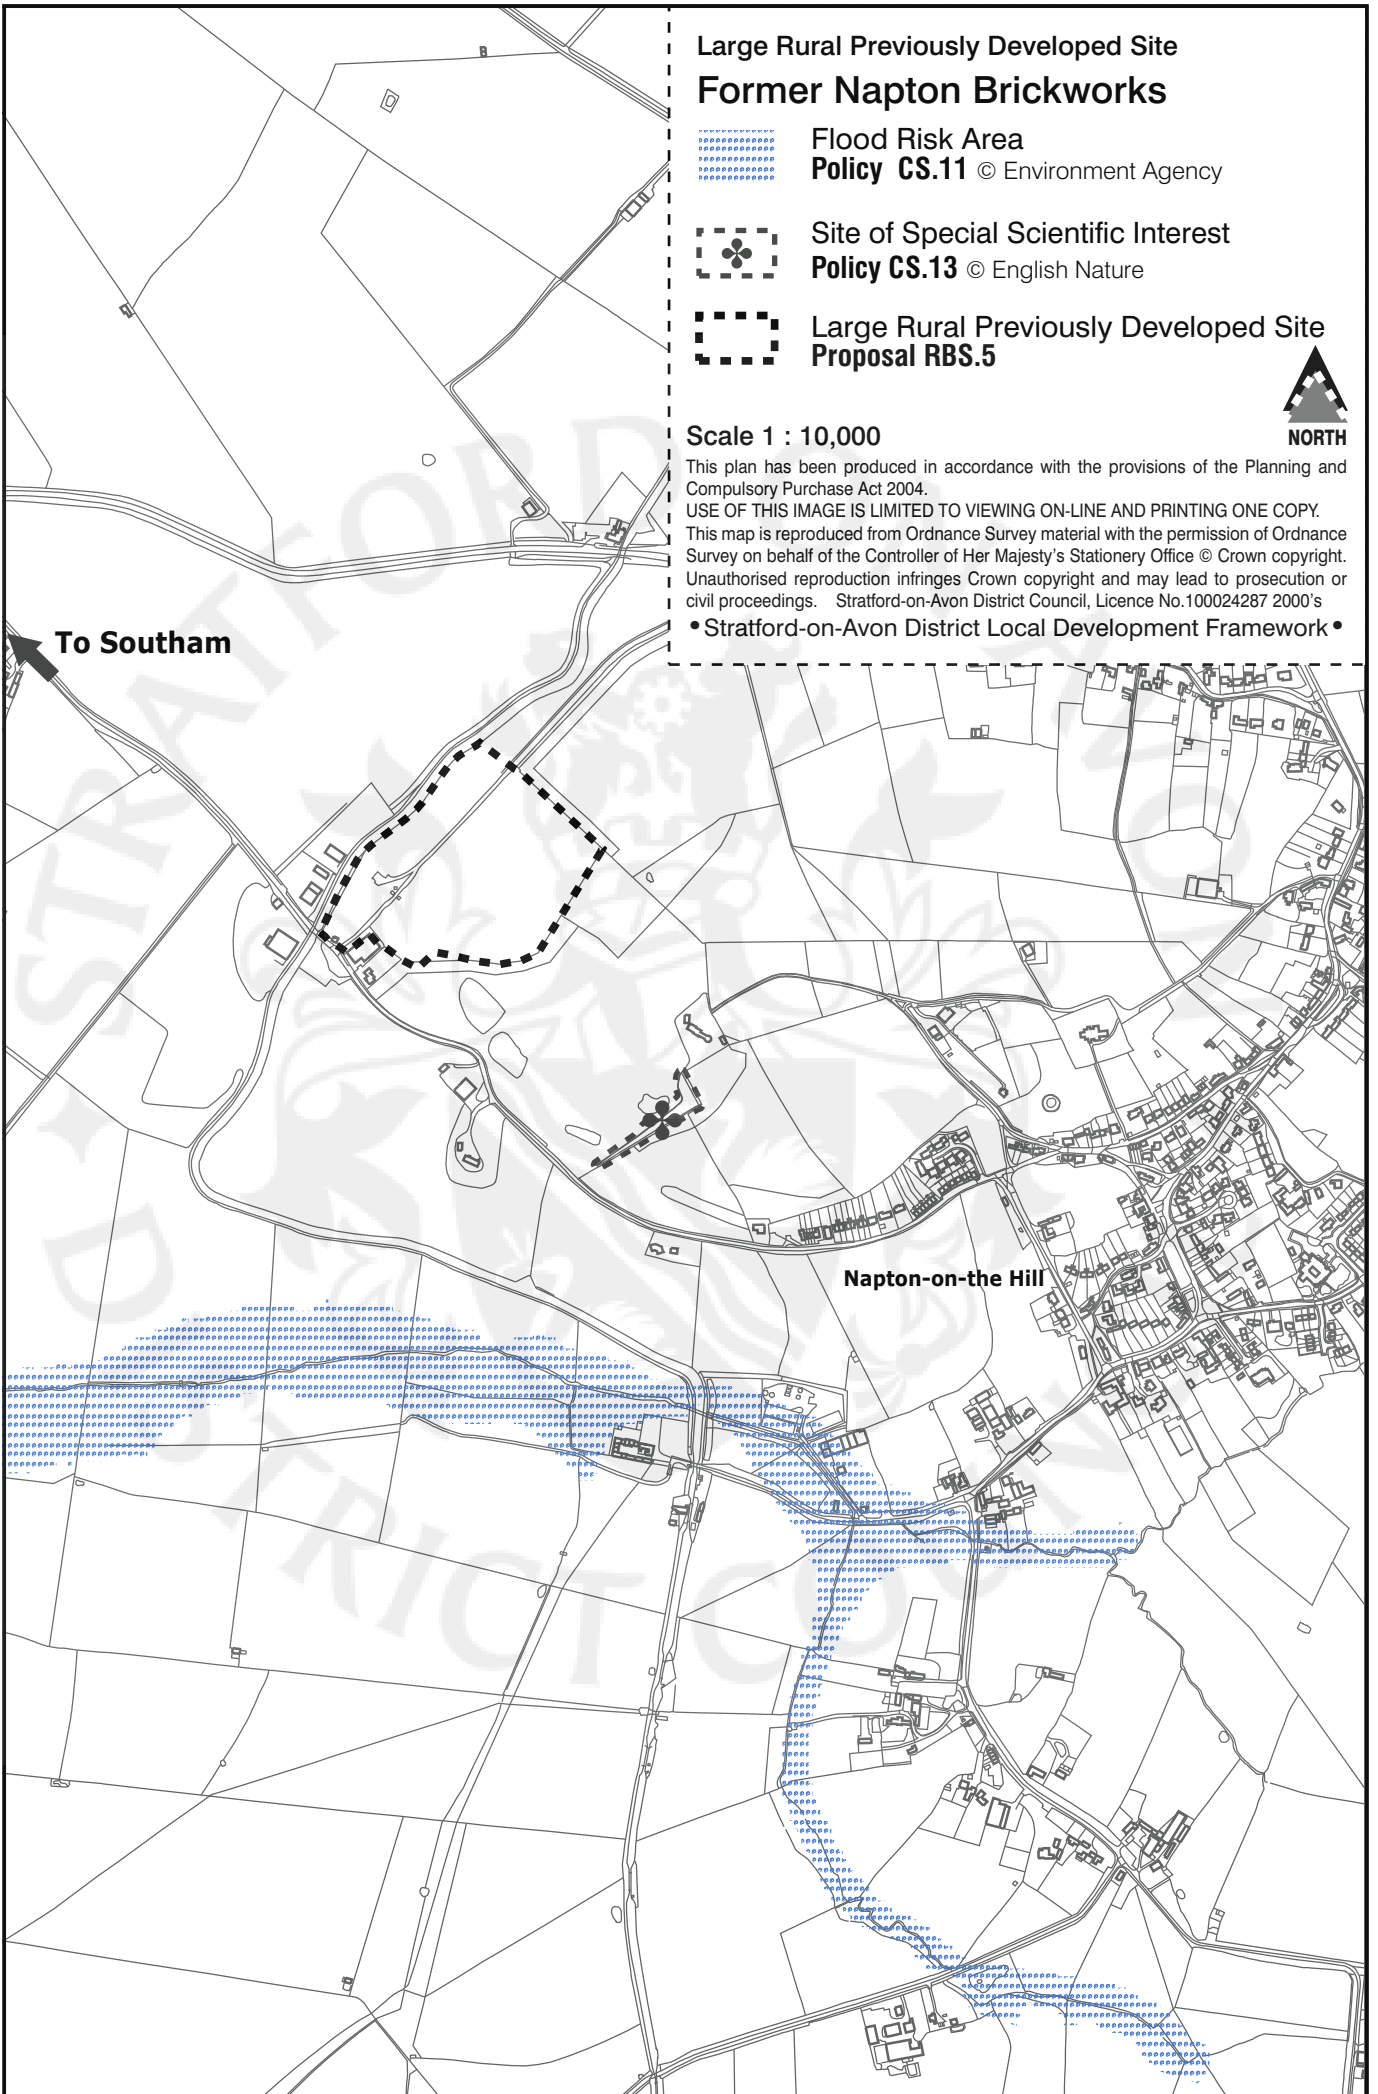 Large Rural Previously Developed Site
Former Napton Brickworks
Flood Risk Area
Policy CS.11 © Environment Agency
Site of Special Scientific Interest
Policy CS.13 © English Nature
Large Rural Previously Developed Site
Proposal RBS.5
NORTH
Scale 1 : 10,000
This plan has been produced in accordance with the provisions of the Planning and
Compulsory Purchase Act 2004.
USE OF THIS IMAGE IS LIMITED TO VIEWING ON-LINE AND PRINTING ONE COPY.
This map is reproduced from Ordnance Survey material with the permission of Ordnance
Survey on behalf of the Controller of Her Majesty's Stationery Office © Crown copyright.
Unauthorised reproduction infringes Crown copyright and may lead to prosecution or
civil proceedings. Stratford-on-Avon District Council, Licence No.100024287 2000's
•Stratford-on-Avon District Local Development Framework•
To Southam
Napton-on-the Hill
STRATFORD ON AVON
DISTRICT COUNCIL